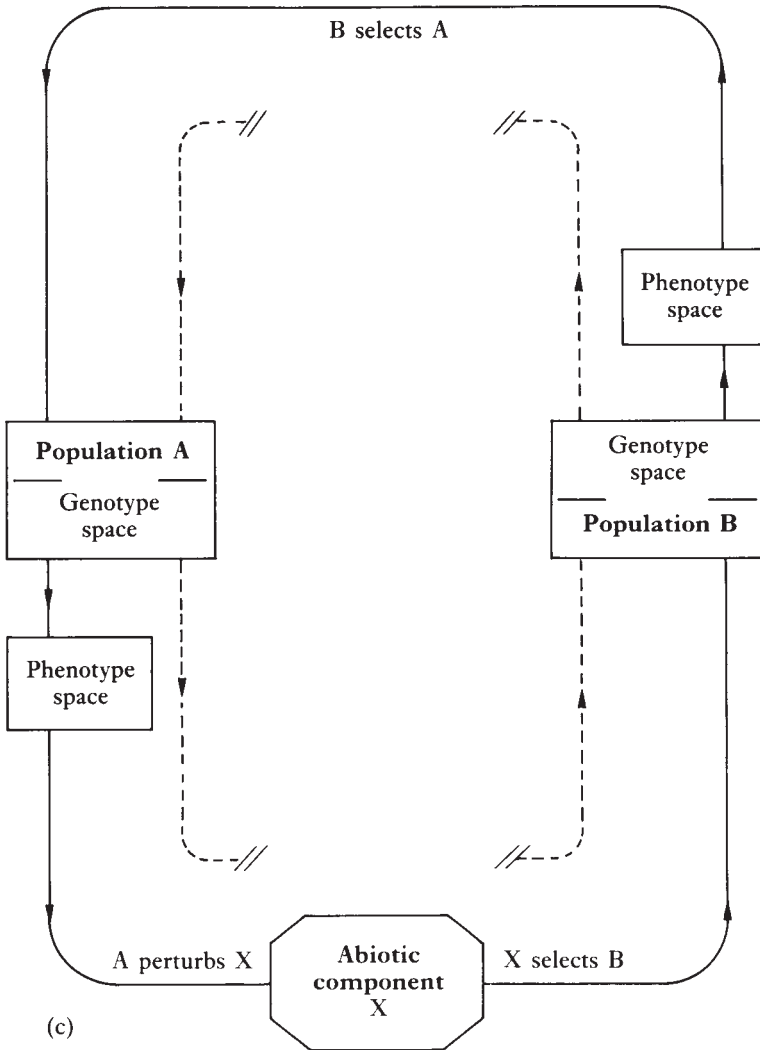 B selects A
Phenotype
space
Population A
Genotype
space
Genotype
space
Population B
Phenotype
space
A perturbs X
Abiotic
component
X
X selects B
(c)